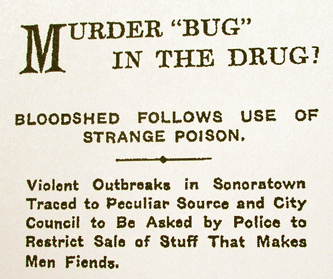 MURDER “BUG”
IN THE DRUG?
BLOODSHED FOLLOWS USE OF
STRANGE POISON.
Violent Outbreaks in Sonoratown
Traced to Peculiar Source and City
Council to Be Asked by Police to
Restrict Sale of Stuff That Makes
Men Fiends.